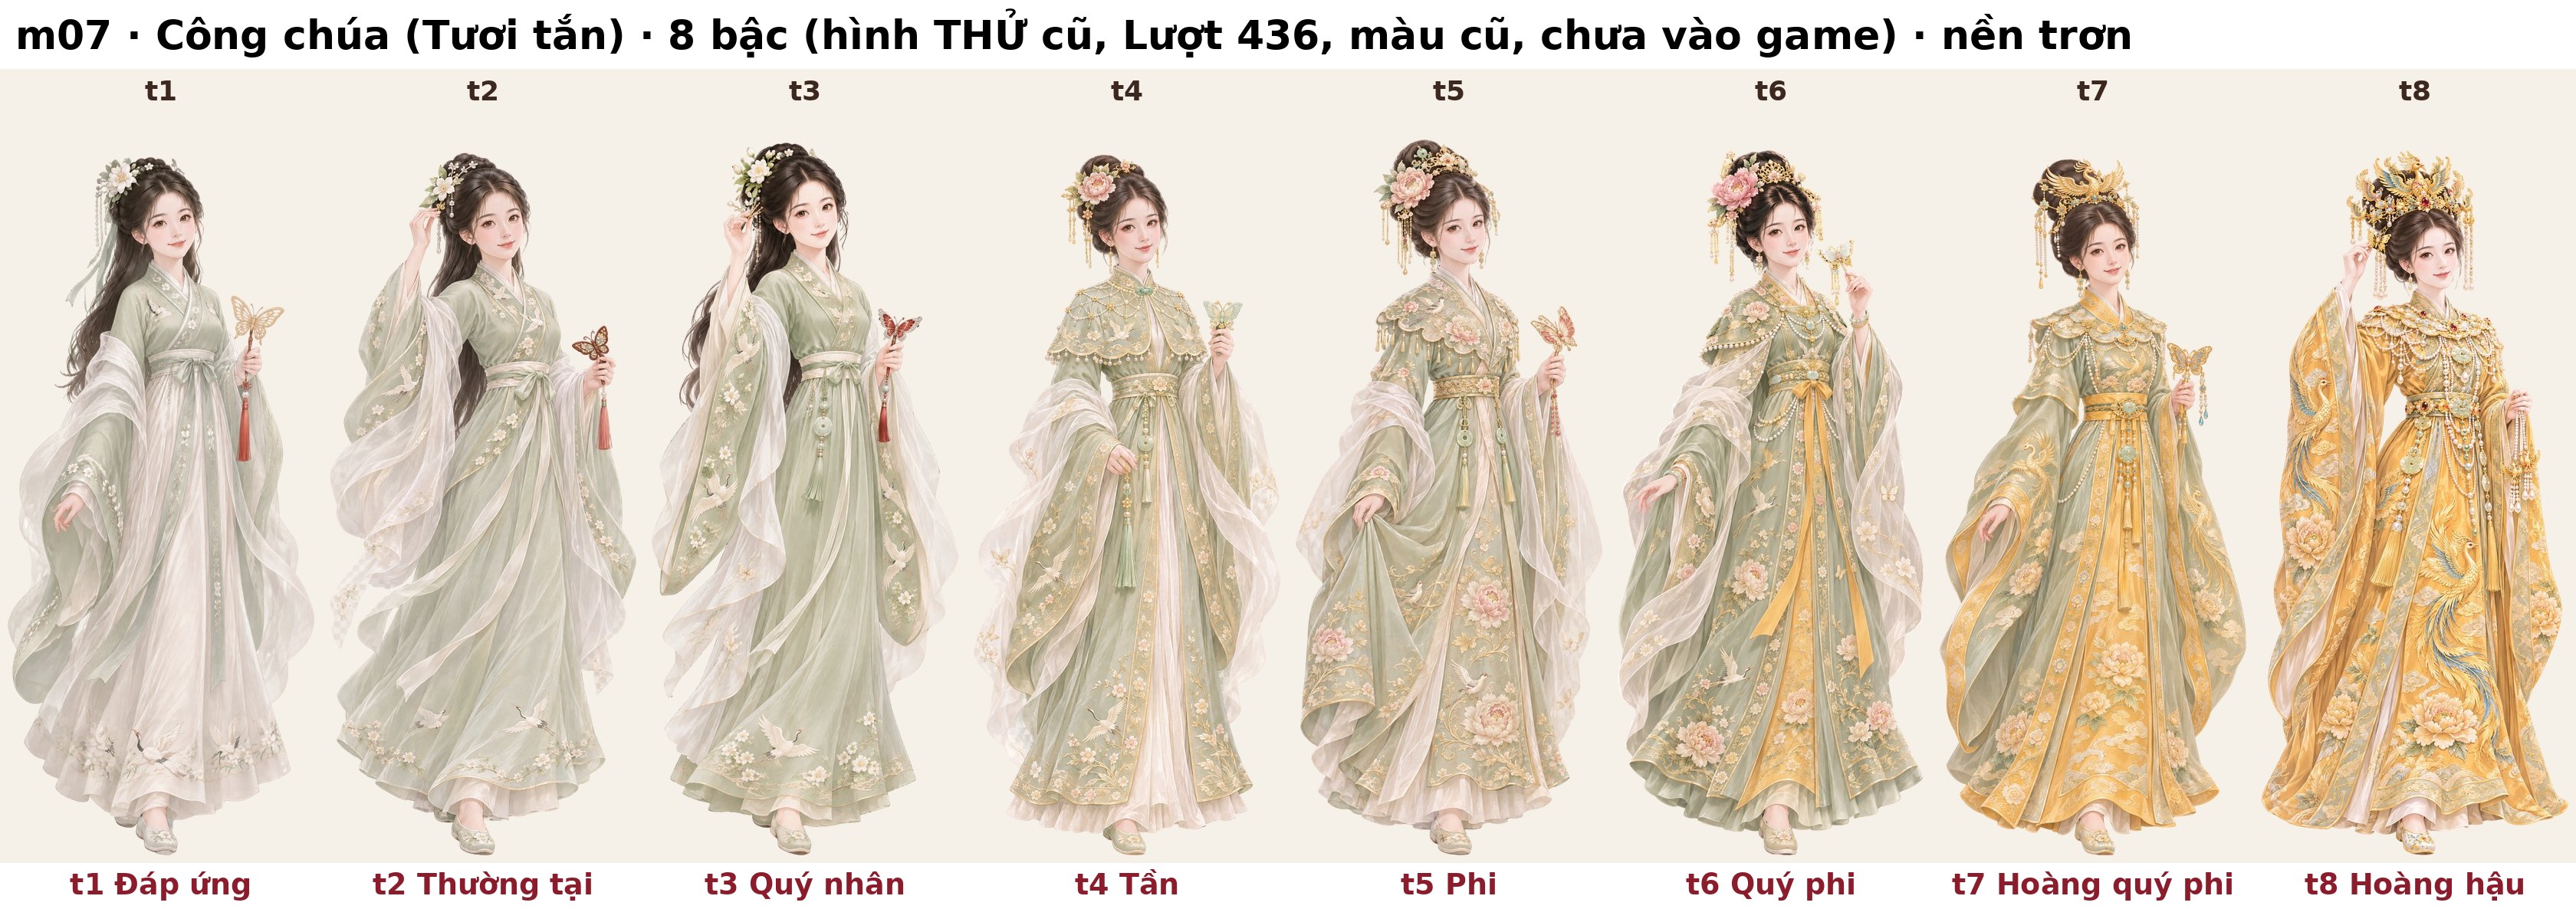 m07 · Công chúa (Tươi tắn) · 8 bậc (hình THỬ cũ, Lượt 436, màu cũ, chưa vào game) · nền trơn
t1 t2 t3 t4 t5 t6 t7 t8
t1 Đáp ứng t2 Thường tại t3 Quý nhân t4 Tần t5 Phi t6 Quý phi t7 Hoàng quý phi t8 Hoàng hậu